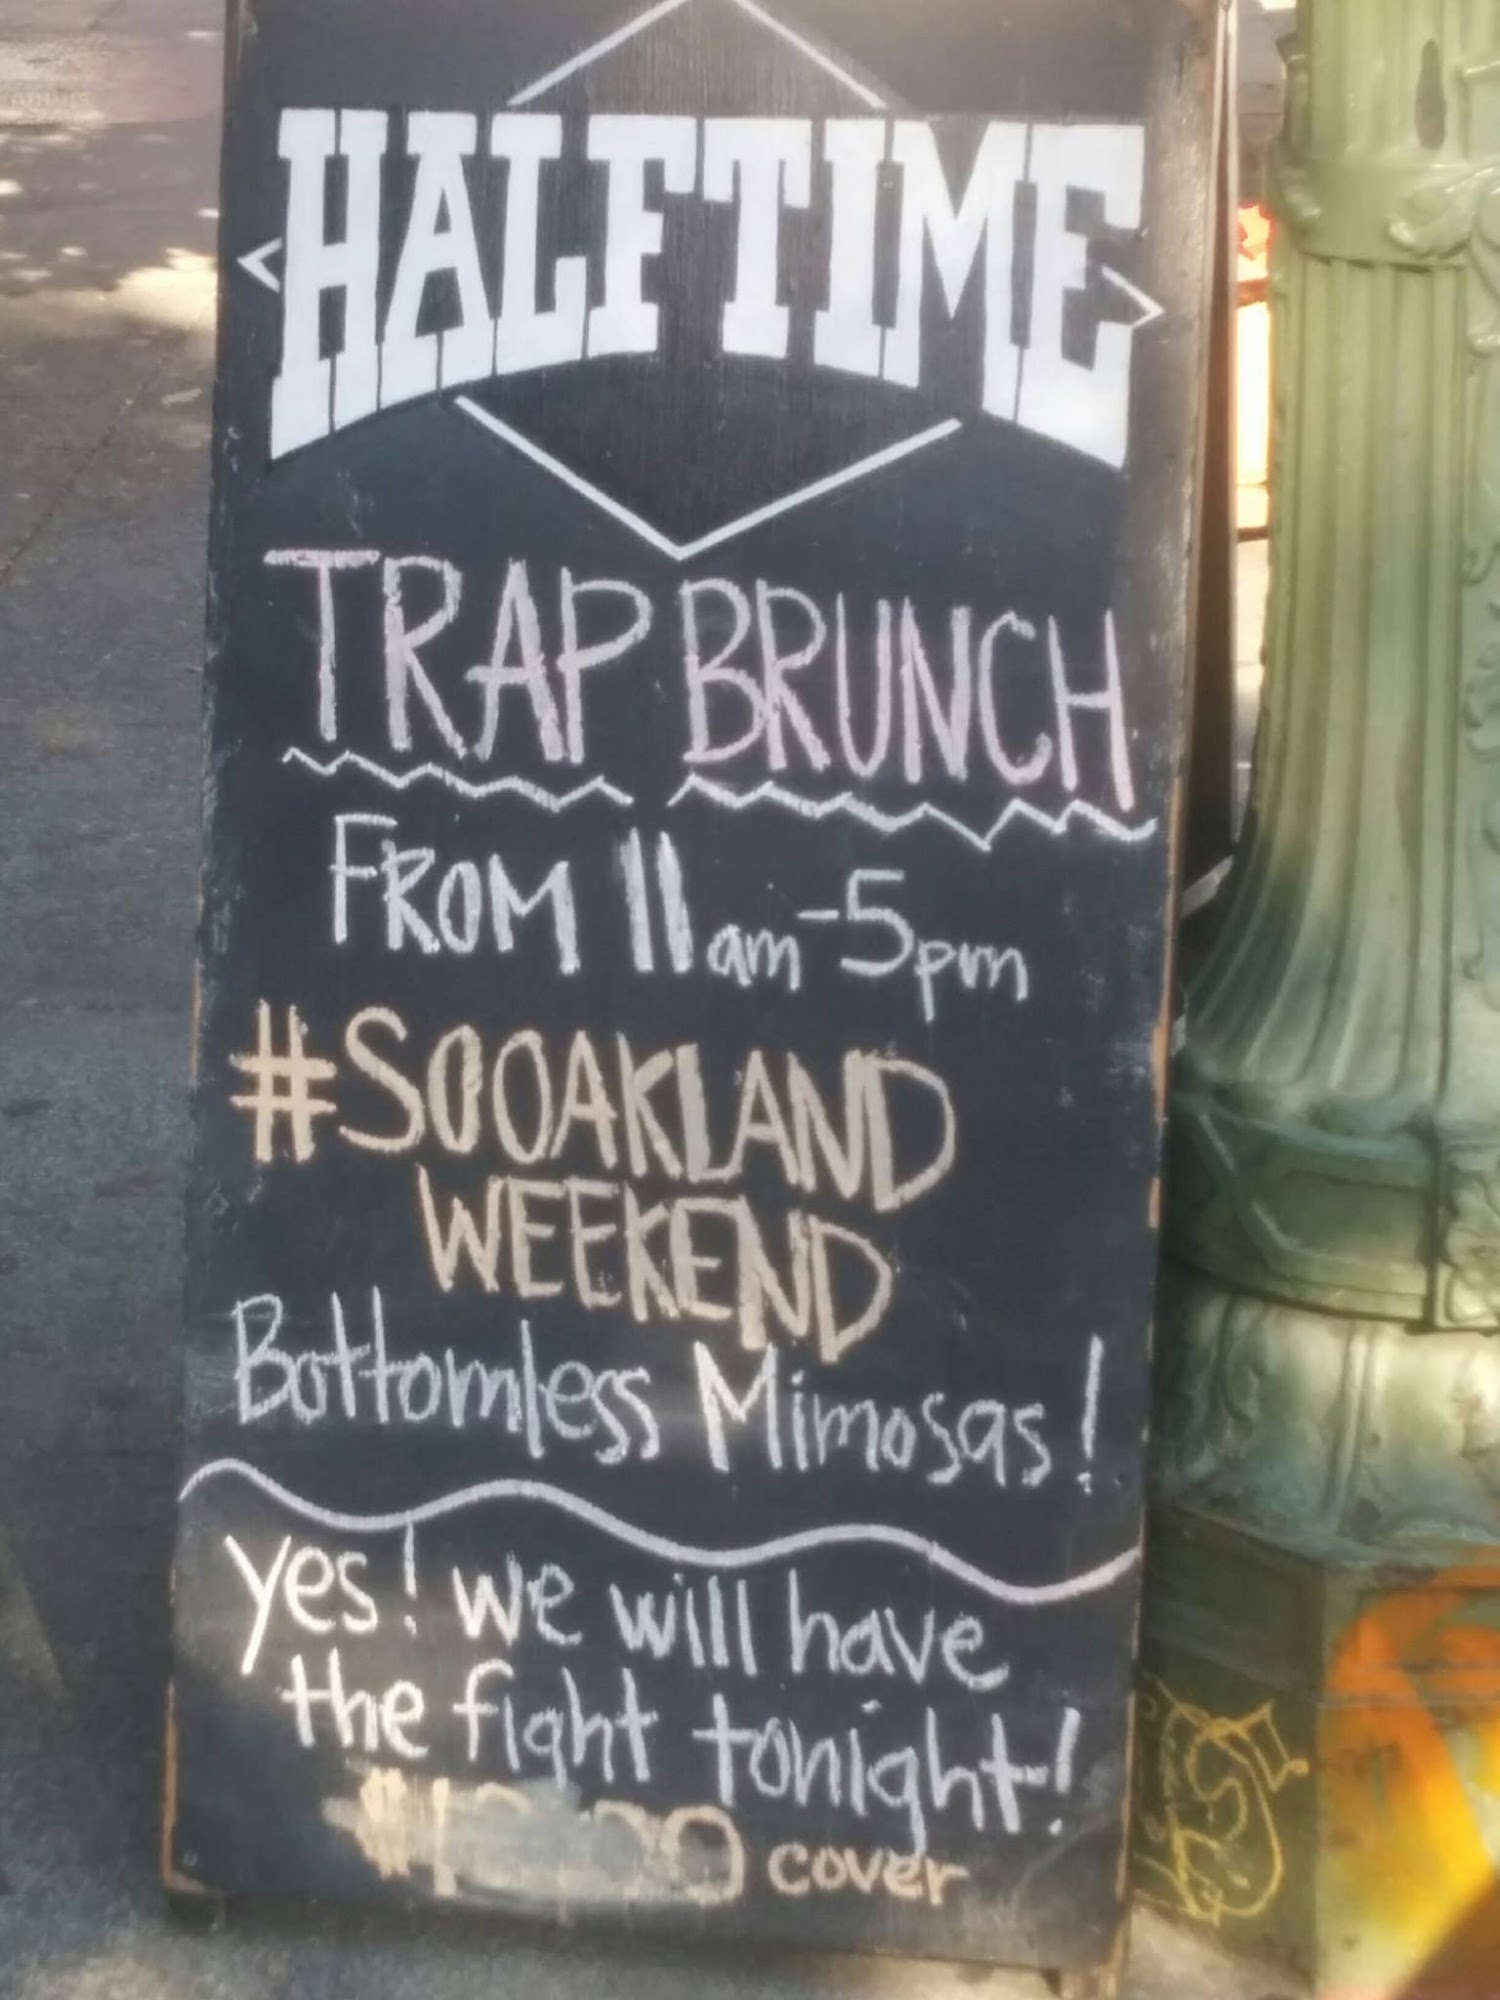 HALFTIME
TRAP BRUNCH
FROM 11am-5pm
#SOOAKLAND
WEEKEND
Bottomless Mimosas!
Yes! we will have
the fight tonight!
cover